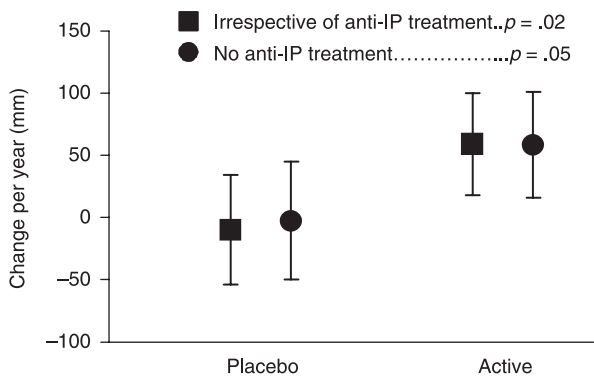 Irrespective of anti-IP treatment..p = .02
No anti-IP treatment……………………...p = .05
Change per year (mm)
150
100
50
0
–50
–100
Placebo
Active